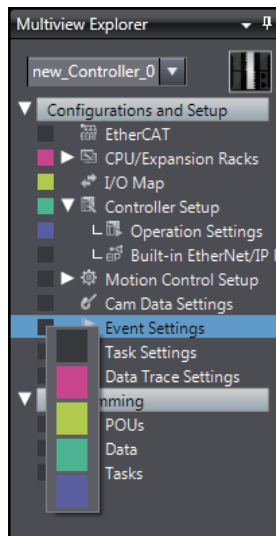 Multiview Explorer
new_Controller_0
Configurations and Setup
EtherCAT
CPU/Expansion Racks
I/O Map
Controller Setup
Operation Settings
Built-in EtherNet/IP
Motion Control Setup
Cam Data Settings
Event Settings
Task Settings
Data Trace Settings
mming
POUs
Data
Tasks